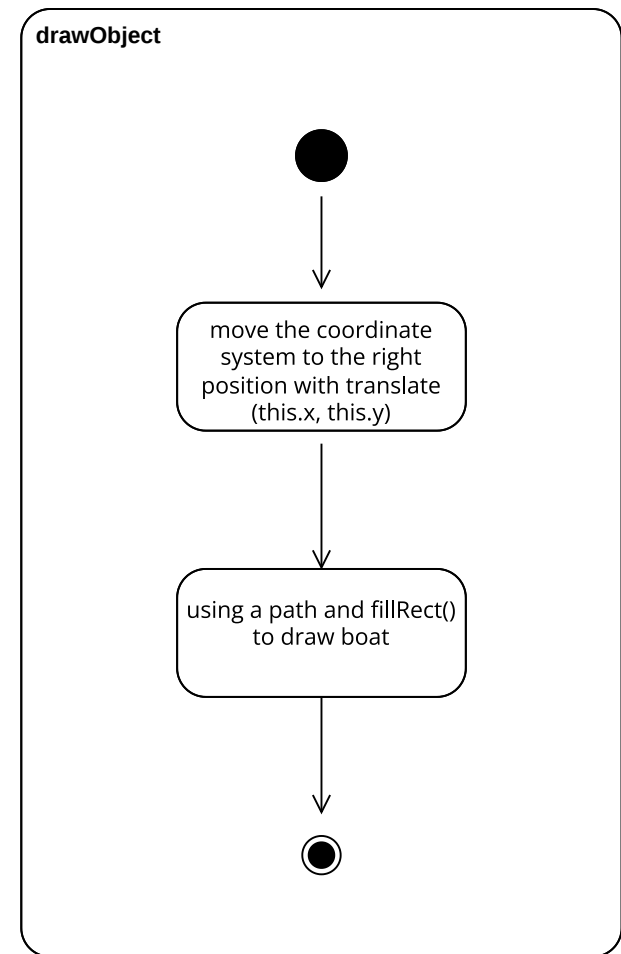 drawObject
move the coordinate
system to the right
position with translate
(this.x, this.y)
using a path and fillRect()
to draw boat